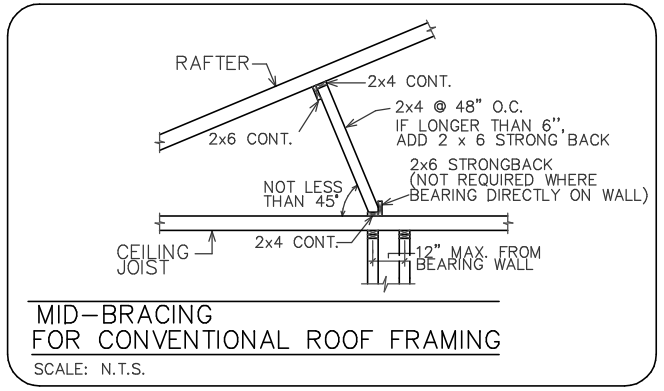 RAFTER
2x4 CONT.
2x4 @ 48" O.C.
IF LONGER THAN 6'',
ADD 2 x 6 STRONG BACK
2x6 CONT.
2x6 STRONGBACK
(NOT REQUIRED WHERE
BEARING DIRECTLY ON WALL)
NOT LESS
THAN 45°
2x4 CONT.
CEILING
JOIST
12" MAX. FROM
BEARING WALL
MID-BRACING
FOR CONVENTIONAL ROOF FRAMING
SCALE: N.T.S.